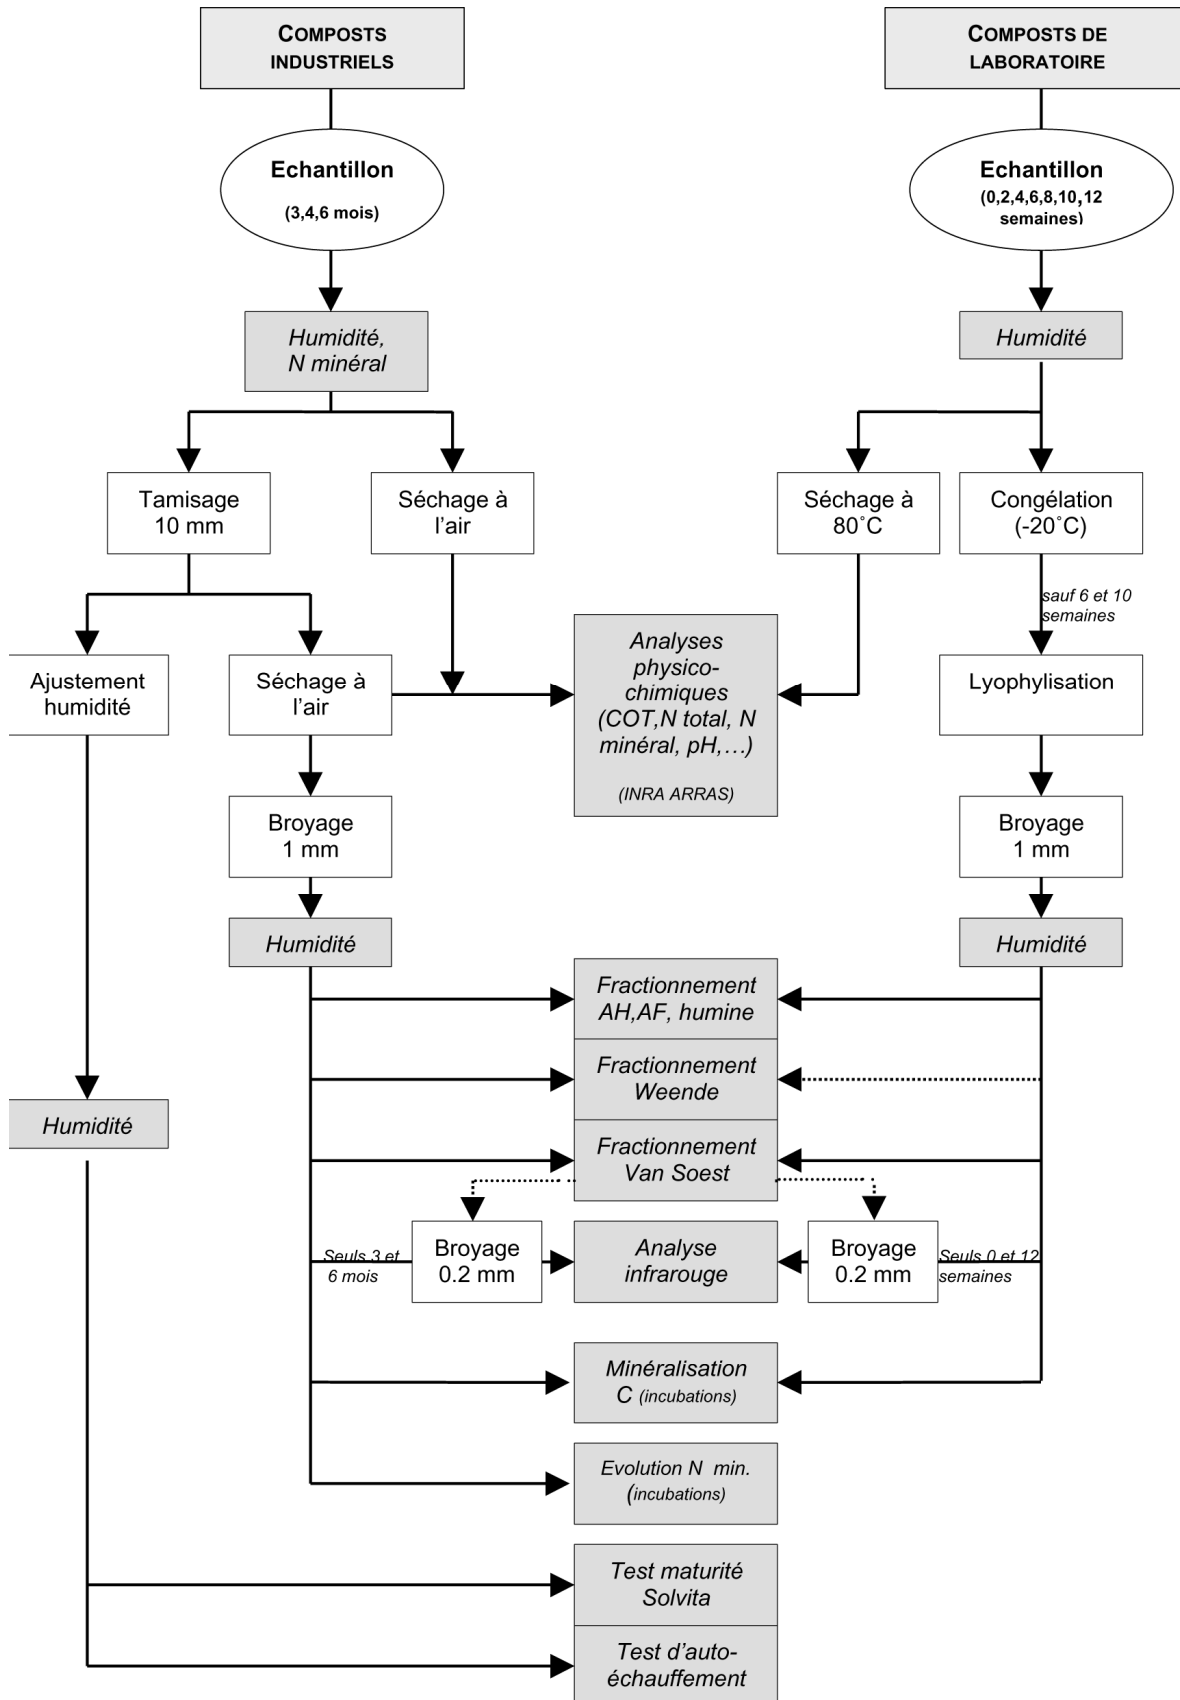 COMPOSTS
INDUSTRIELS
COMPOSTS DE
LABORATOIRE
Echantillon
(3,4,6 mois)
Echantillon
(0,2,4,6,8,10,12
semaines)
Humidité,
N minéral
Humidité
Tamisage
10 mm
Séchage à
l’air
Séchage à
80˚C
Congélation
(-20˚C)
sauf 6 et 10
semaines
Ajustement
humidité
Séchage à
l’air
Analyses
physico-
chimiques
(COT,N total, N
minéral, pH,…)
(INRA ARRAS)
Lyophylisation
Broyage
1 mm
Broyage
1 mm
Humidité
Humidité
Fractionnement
AH,AF, humine
Fractionnement
Weende
Humidité
Fractionnement
Van Soest
Seuls 3 et
6 mois
Broyage
0.2 mm
Analyse
infrarouge
Broyage
0.2 mm
Seuls 0 et 12
semaines
Minéralisation
C (incubations)
Evolution N min.
(incubations)
Test maturité
Solvita
Test d’auto-
échauffement